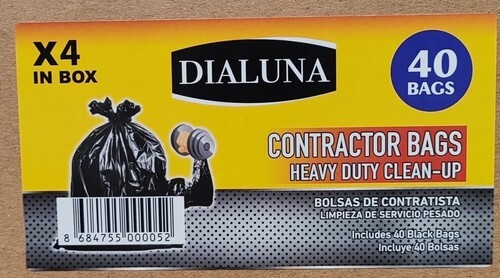 X4
IN BOX
DIALUNA
40
BAGS
CONTRACTOR BAGS
HEAVY DUTY CLEAN-UP
BOLSAS DE CONTRATISTA
LIMPIEZA DE SERVICIO PESADO
Includes 40 Black Bags
Incluye 40 Bolsas
8 684755 000052